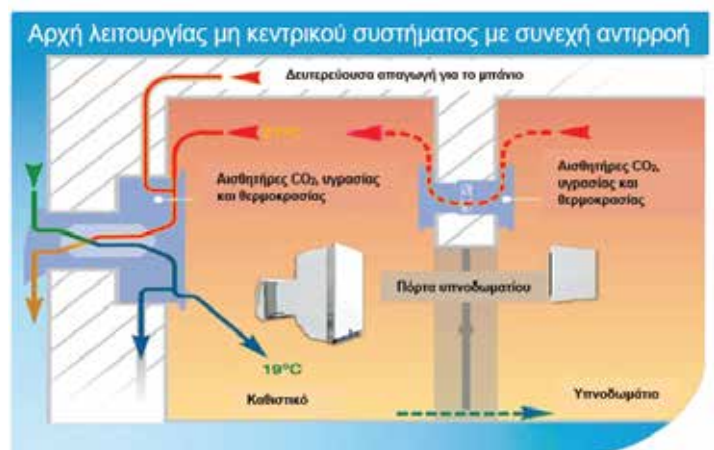 Αρχή λειτουργίας μη κεντρικού συστήματος με συνεχή αντιρροή
Δευτερεύουσα απαγωγή για το μπάνιο
Αισθητήρες CO₂, υγρασίας
και θερμοκρασίας
Αισθητήρες CO₂,
υγρασίας και
θερμοκρασίας
Πόρτα υπνοδωματίου
19°C
Καθιστικό
Υπνοδωμάτιο